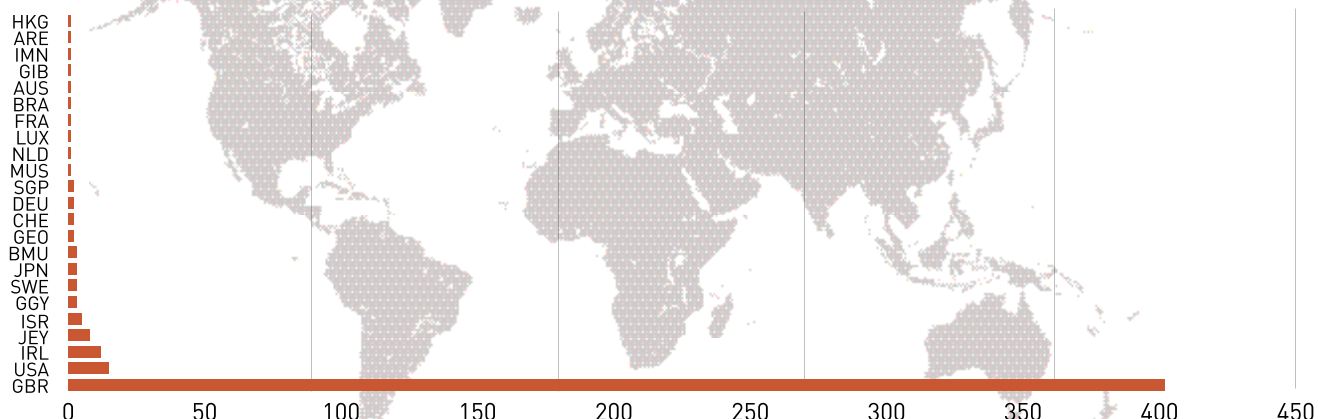 HKG
ARE
IMN
GIB
AUS
BRA
FRA
LUX
NLD
MUS
SGP
DEU
CHE
GEO
BMU
JPN
SWE
GGY
ISR
JEY
IRL
USA
GBR
0 50 100 150 200 250 300 350 400 450